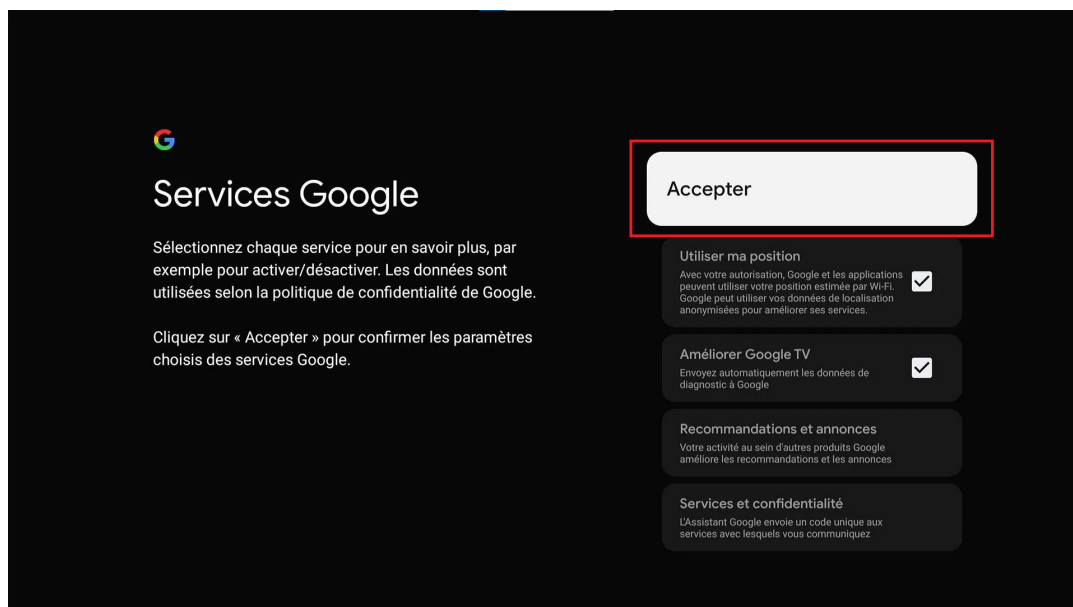 Services Google
Sélectionnez chaque service pour en savoir plus, par
exemple pour activer/désactiver. Les données sont
utilisées selon la politique de confidentialité de Google.
Cliquez sur « Accepter » pour confirmer les paramètres
choisis des services Google.
Accepter
Utiliser ma position
Avec votre autorisation, Google et les applications
peuvent utiliser votre position estimée par Wi-Fi.
Google peut utiliser vos données de localisation
anonymisées pour améliorer ses services.
Améliorer Google TV
Envoyez automatiquement les données de
diagnostic à Google
Recommandations et annonces
Votre activité au sein d'autres produits Google
améliore les recommandations et les annonces
Services et confidentialité
L'Assistant Google envoie un code unique aux
services avec lesquels vous communiquez